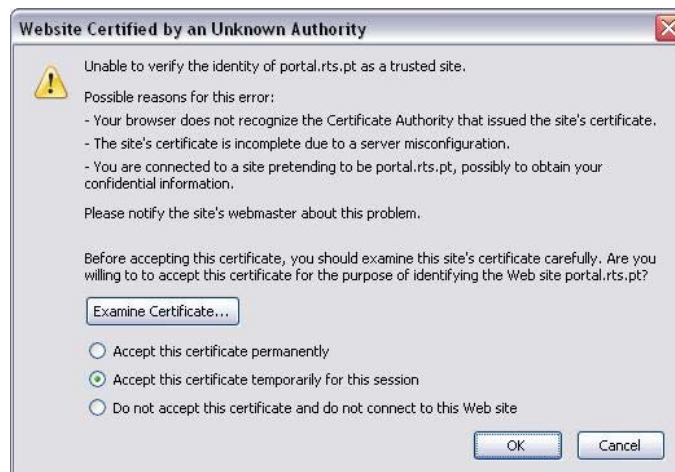 Website Certified by an Unknown Authority
Unable to verify the identity of portal.rts.pt as a trusted site.
Possible reasons for this error:
- Your browser does not recognize the Certificate Authority that issued the site's certificate.
- The site's certificate is incomplete due to a server misconfiguration.
- You are connected to a site pretending to be portal.rts.pt, possibly to obtain your
confidential information.
Please notify the site's webmaster about this problem.
Before accepting this certificate, you should examine this site's certificate carefully. Are you
willing to to accept this certificate for the purpose of identifying the Web site portal.rts.pt?
Examine Certificate...
Accept this certificate permanently
Accept this certificate temporarily for this session
Do not accept this certificate and do not connect to this Web site
OK Cancel